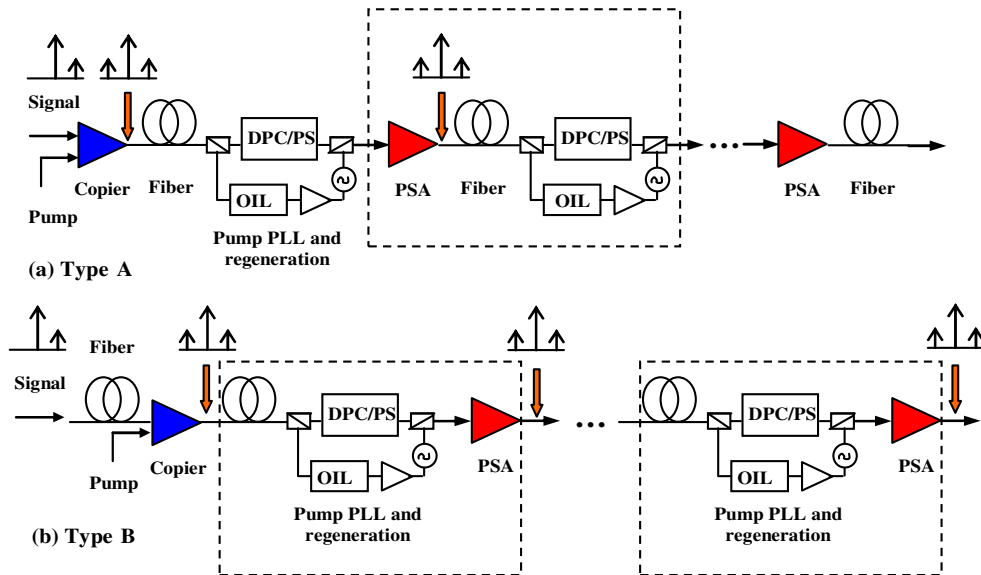 Signal
DPC/PS
DPC/PS
Copier
Fiber
PSA
Fiber
PSA
Fiber
Pump
OIL
OIL
Pump PLL and
regeneration
(a) Type A
Fiber
Signal
DPC/PS
DPC/PS
Pump
Copier
OIL
PSA
OIL
PSA
Pump PLL and
regeneration
Pump PLL and
regeneration
(b) Type B